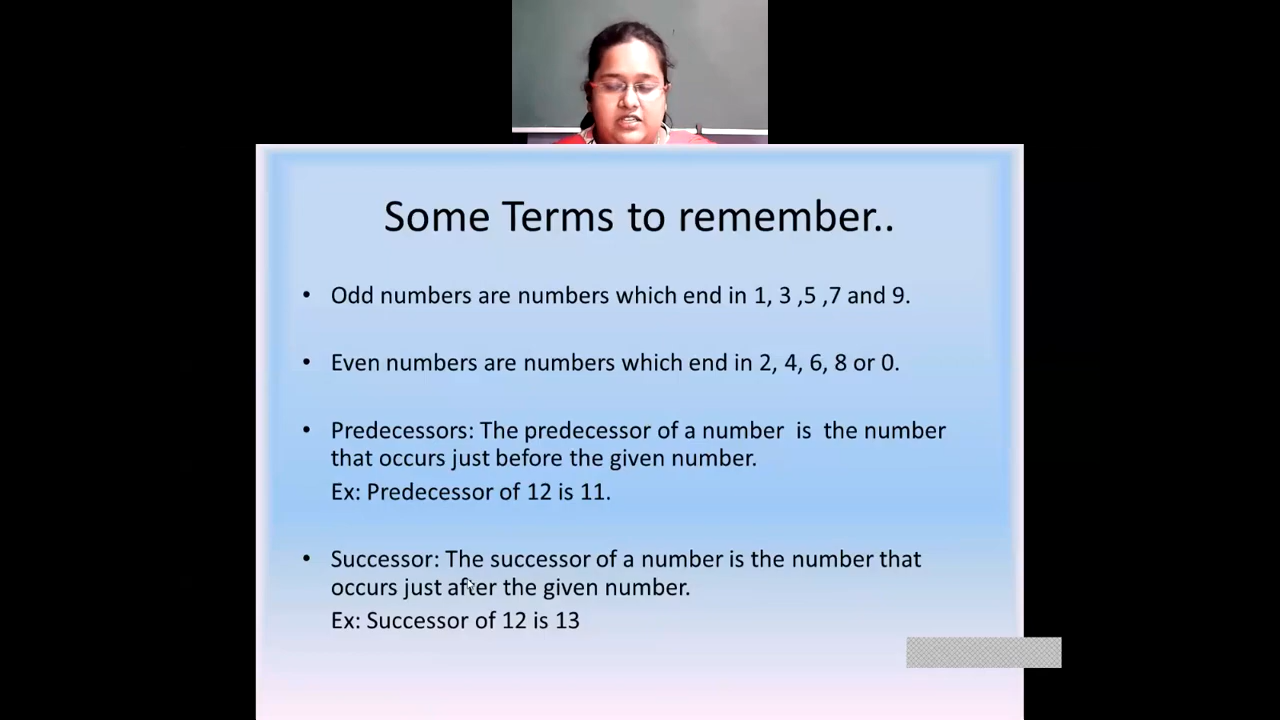 Some Terms to remember..
• Odd numbers are numbers which end in 1, 3 ,5 ,7 and 9.
• Even numbers are numbers which end in 2, 4, 6, 8 or 0.
• Predecessors: The predecessor of a number is the number
that occurs just before the given number.
Ex: Predecessor of 12 is 11.
• Successor: The successor of a number is the number that
occurs just after the given number.
Ex: Successor of 12 is 13